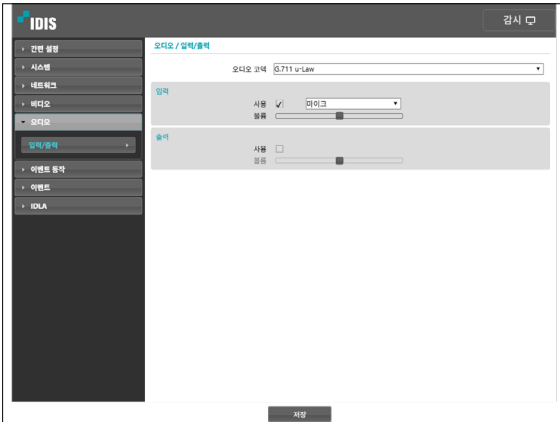 IDIS
감시
간편 설정
시스템
네트워크
비디오
오디오
입력/출력
이벤트 동작
이벤트
IDLA
오디오 / 입력/출력
오디오 코덱 G.711 u-Law
입력
사용 마이크
볼륨
출력
사용
볼륨
저장